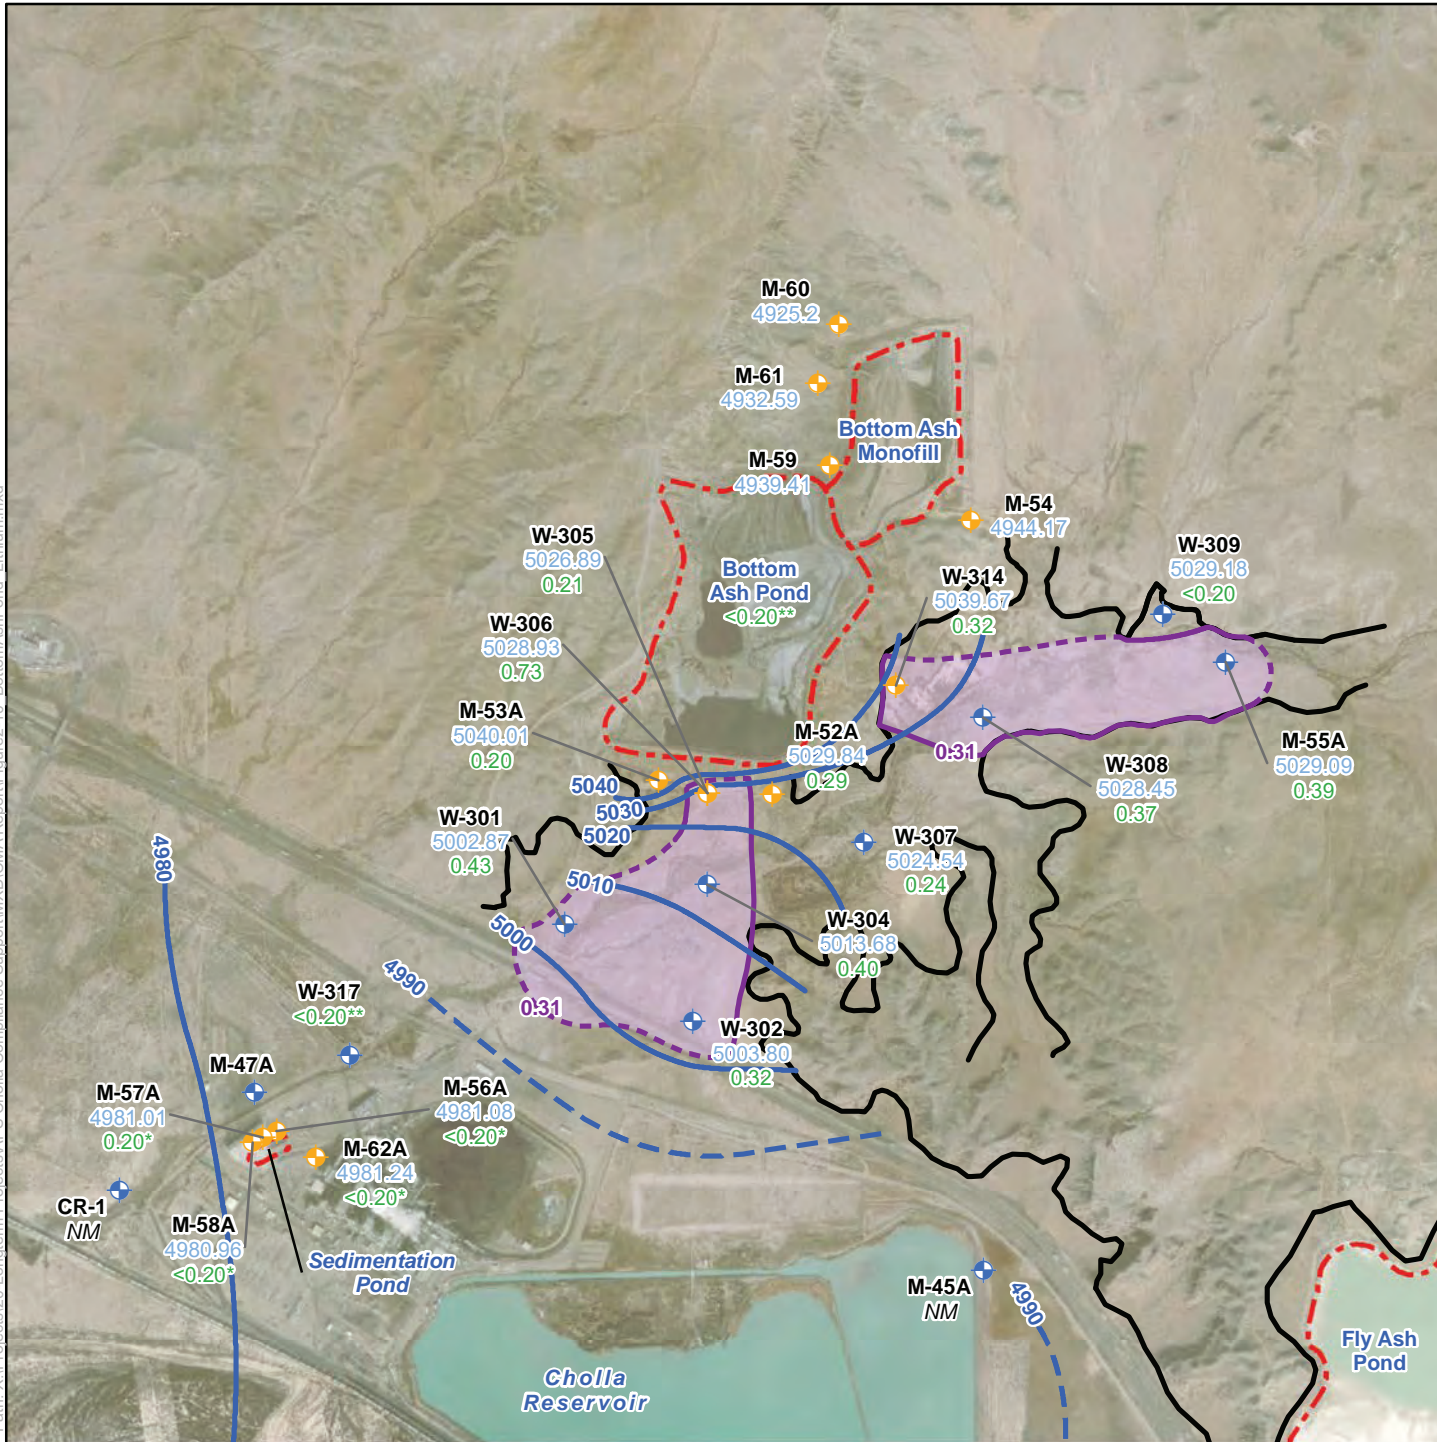 M-60
4925.2
M-61
4932.59
Bottom Ash
Monofill
M-59
4939.41
M-54
4944.17
W-305
5026.89
0.21
Bottom
Ash Pond
<0.20**
W-309
5029.18
<0.20
W-314
5039.67
0.32
W-306
5028.93
0.73
M-53A
5040.01
0.20
M-52A
5029.84
0.29
0.31
M-55A
5029.09
0.39
W-308
5028.45
0.37
5040
5030
5020
W-301
5002.87
0.43
W-307
5024.54
0.24
4980
5010
5000
W-304
5013.68
0.40
4990
W-317
<0.20**
0.31
W-302
5003.80
0.32
M-47A
M-57A
4981.01
0.20*
M-56A
4981.08
<0.20*
M-62A
4981.24
<0.20*
CR-1
NM
M-58A
4980.96
<0.20*
Sedimentation
Pond
M-45A
NM
4990
Fly Ash
Pond
Cholla
Reservoir